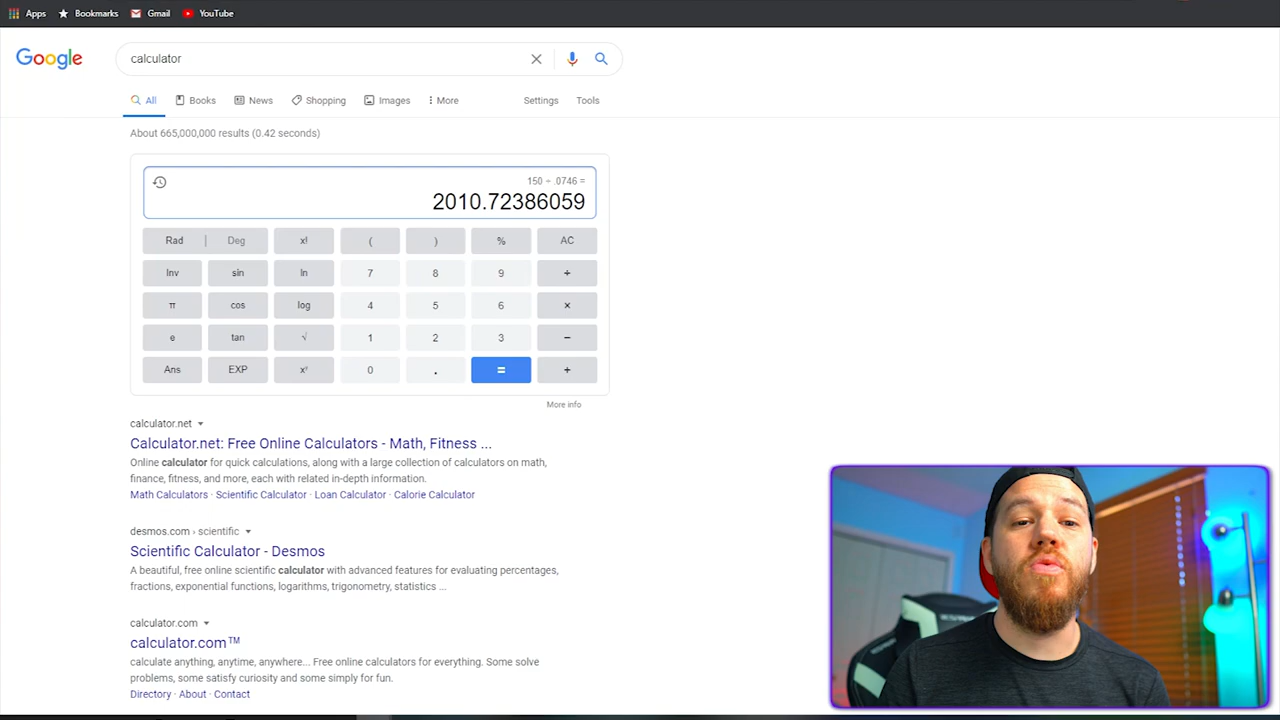 Apps Bookmarks Gmail YouTube
Google calculator
All Books News Shopping Images More Settings Tools
About 665,000,000 results (0.42 seconds)
150 ÷ .0746 =
2010.72386059
Rad | Deg x! ( ) % AC
Inv sin ln 7 8 9 ÷
π cos log 4 5 6 ×
e tan √ 1 2 3 −
Ans EXP xʸ 0 . = +
More info
calculator.net
Calculator.net: Free Online Calculators - Math, Fitness ...
Online calculator for quick calculations, along with a large collection of calculators on math,
finance, fitness, and more, each with related in-depth information.
Math Calculators · Scientific Calculator · Loan Calculator · Calorie Calculator
desmos.com › scientific
Scientific Calculator - Desmos
A beautiful, free online scientific calculator with advanced features for evaluating percentages,
fractions, exponential functions, logarithms, trigonometry, statistics ...
calculator.com
calculator.com™
calculate anything, anytime, anywhere... Free online calculators for everything. Some solve
problems, some satisfy curiosity and some simply for fun.
Directory · About · Contact